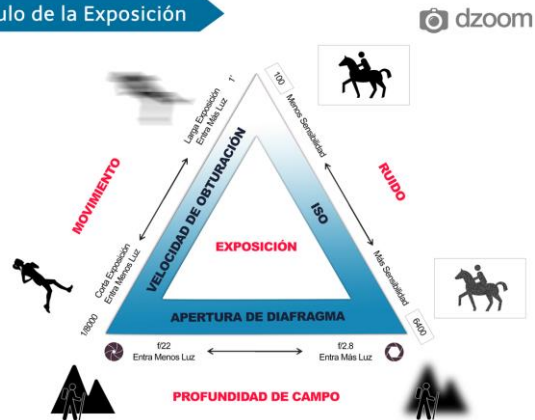 ulo de la Exposición
dzoom
1'
100
Larga Exposición
Entra Más Luz
Menos Sensibilidad
MOVIMIENTO
VELOCIDAD DE OBTURACIÓN
ISO
RUIDO
EXPOSICIÓN
Corta Exposición
Entra Menos Luz
Más Sensibilidad
1/8000
6400
APERTURA DE DIAFRAGMA
f/22
Entra Menos Luz
f/2.8
Entra Más Luz
PROFUNDIDAD DE CAMPO